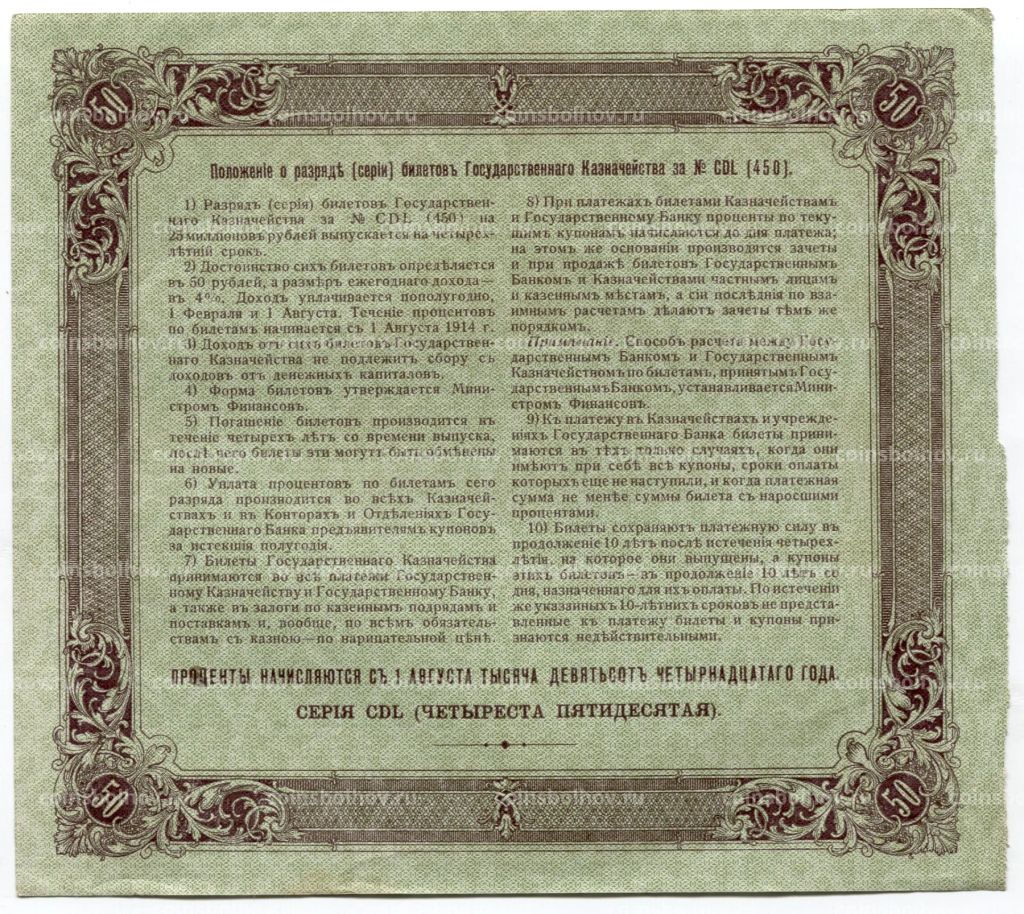 50
50
Положеніе о разрядѣ (серіи) билетовъ Государственнаго Казначейства за № CDL (450).
1) Разрядъ (серія) билетовъ Государствен-
наго Казначейства за № CDL (450) на
25 милліоновъ рублей выпускается на четырех-
лѣтній срокъ.
2) Достоинство сихъ билетовъ опредѣляется
въ 50 рублей, а размѣръ ежегоднаго дохода—
въ 4%. Доходъ уплачивается пополугодно,
1 Февраля и 1 Августа. Теченіе процентовъ
по билетамъ начинается съ 1 Августа 1914 г.
3) Доходъ отъ сихъ билетовъ Государствен-
наго Казначейства не подлежитъ сбору съ
доходовъ отъ денежныхъ капиталовъ.
4) Форма билетовъ утверждается Мини-
стромъ Финансовъ.
5) Погашеніе билетовъ производится въ
теченіе четырехъ лѣтъ со времени выпуска,
послѣ чего билеты эти могутъ быть обмѣнены
на новые.
6) Уплата процентовъ по билетамъ сего
разряда производится во всѣхъ Казначей-
ствахъ и въ Конторахъ и Отдѣленіяхъ Госу-
дарственнаго Банка предъявителямъ купоновъ
за истекшія полугодія.
7) Билеты Государственнаго Казначейства
принимаются во всѣ платежи Государствен-
ному Казначейству и Государственному Банку,
а также въ залоги по казеннымъ подрядамъ и
поставкамъ и, вообще, по всѣмъ обязатель-
ствамъ съ казною—по нарицательной цѣнѣ.
8) При платежахъ билетами Казначействамъ
и Государственному Банку проценты по теку-
щимъ купонамъ начисляются до дня платежа;
на этомъ же основаніи производятся зачеты
и при продажѣ билетовъ Государственнымъ
Банкомъ и Казначействами частнымъ лицамъ
и казеннымъ мѣстамъ, а сіи послѣднія по вза-
имнымъ расчетамъ дѣлаютъ зачеты тѣмъ же
порядкомъ.
Примѣчаніе. Способъ расчета между Госу-
дарственнымъ Банкомъ и Государственнымъ
Казначействомъ по билетамъ, принятымъ Госу-
дарственнымъ Банкомъ, устанавливается Мини-
стромъ Финансовъ.
9) Къ платежу въ Казначействахъ и учрежде-
ніяхъ Государственнаго Банка билеты прини-
маются въ тѣхъ только случаяхъ, когда они
имѣютъ при себѣ всѣ купоны, сроки оплаты
которыхъ еще не наступили, и когда платежная
сумма не менѣе суммы билета съ наросшими
процентами.
10) Билеты сохраняютъ платежную силу въ
продолженіе 10 лѣтъ послѣ истеченія четырех-
лѣтія, на которое они выпущены, а купоны
этихъ билетовъ—въ продолженіе 10 лѣтъ со
дня, назначеннаго для ихъ оплаты. По истеченіи
же указанныхъ 10-лѣтнихъ сроковъ не предста-
вленные къ платежу билеты и купоны при-
знаются недѣйствительными.
ПРОЦЕНТЫ НАЧИСЛЯЮТСЯ СЪ 1 АВГУСТА ТЫСЯЧА ДЕВЯТЬСОТЪ ЧЕТЫРНАДЦАТАГО ГОДА.
СЕРІЯ CDL (ЧЕТЫРЕСТА ПЯТИДЕСЯТАЯ).
50
50
coinsbolhov.ru